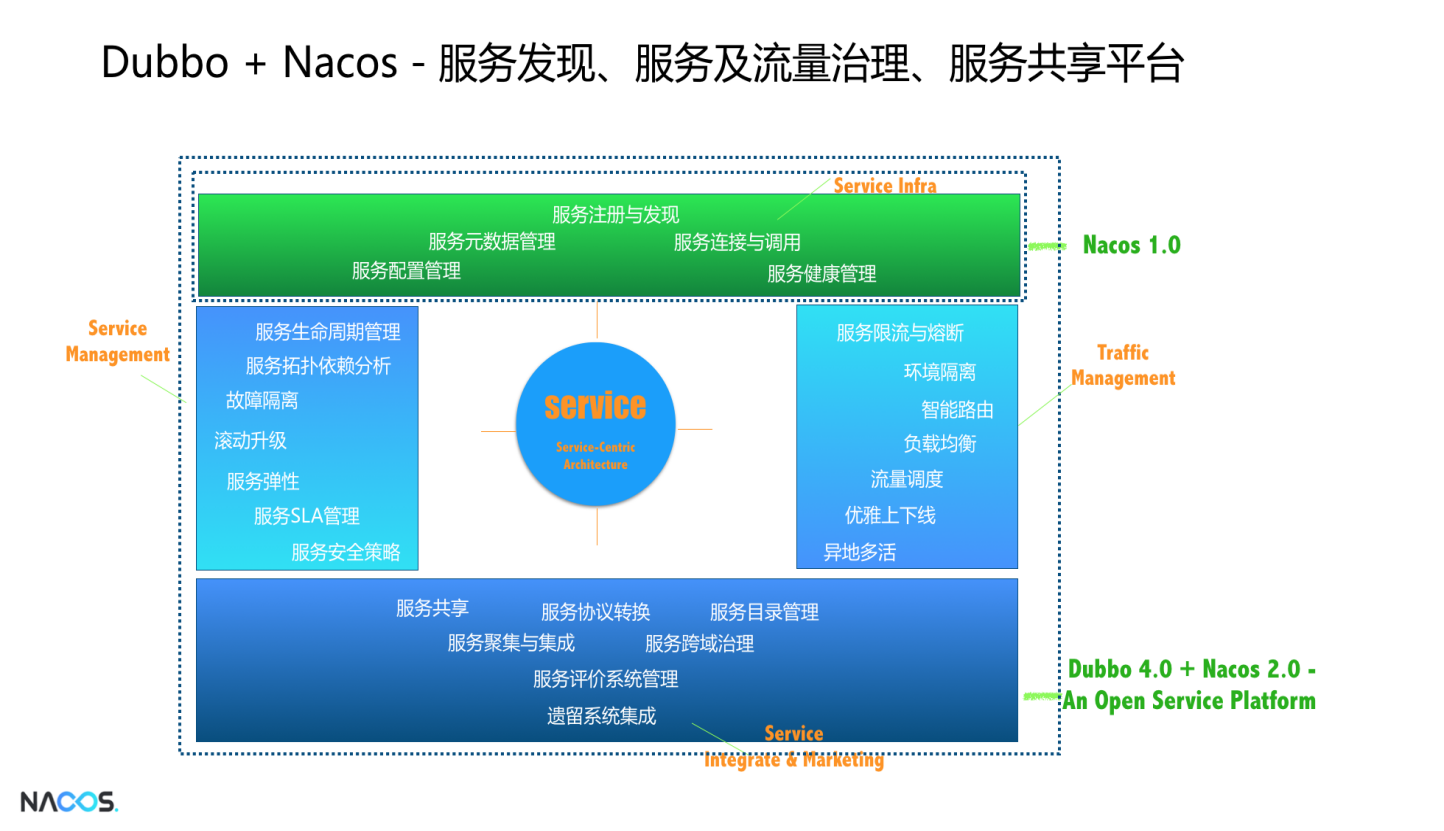 Dubbo + Nacos - 服务发现、服务及流量治理、服务共享平台
Service Infra
服务注册与发现
服务元数据管理
服务连接与调用
服务配置管理
服务健康管理
Nacos 1.0
Service
Management
服务生命周期管理
服务拓扑依赖分析
故障隔离
滚动升级
服务弹性
服务SLA管理
服务安全策略
service
Service-Centric
Architecture
服务限流与熔断
环境隔离
智能路由
负载均衡
流量调度
优雅上下线
异地多活
Traffic
Management
服务共享
服务协议转换
服务目录管理
服务聚集与集成
服务跨域治理
服务评价系统管理
遗留系统集成
Service
Integrate & Marketing
Dubbo 4.0 + Nacos 2.0 -
An Open Service Platform
NACOS.